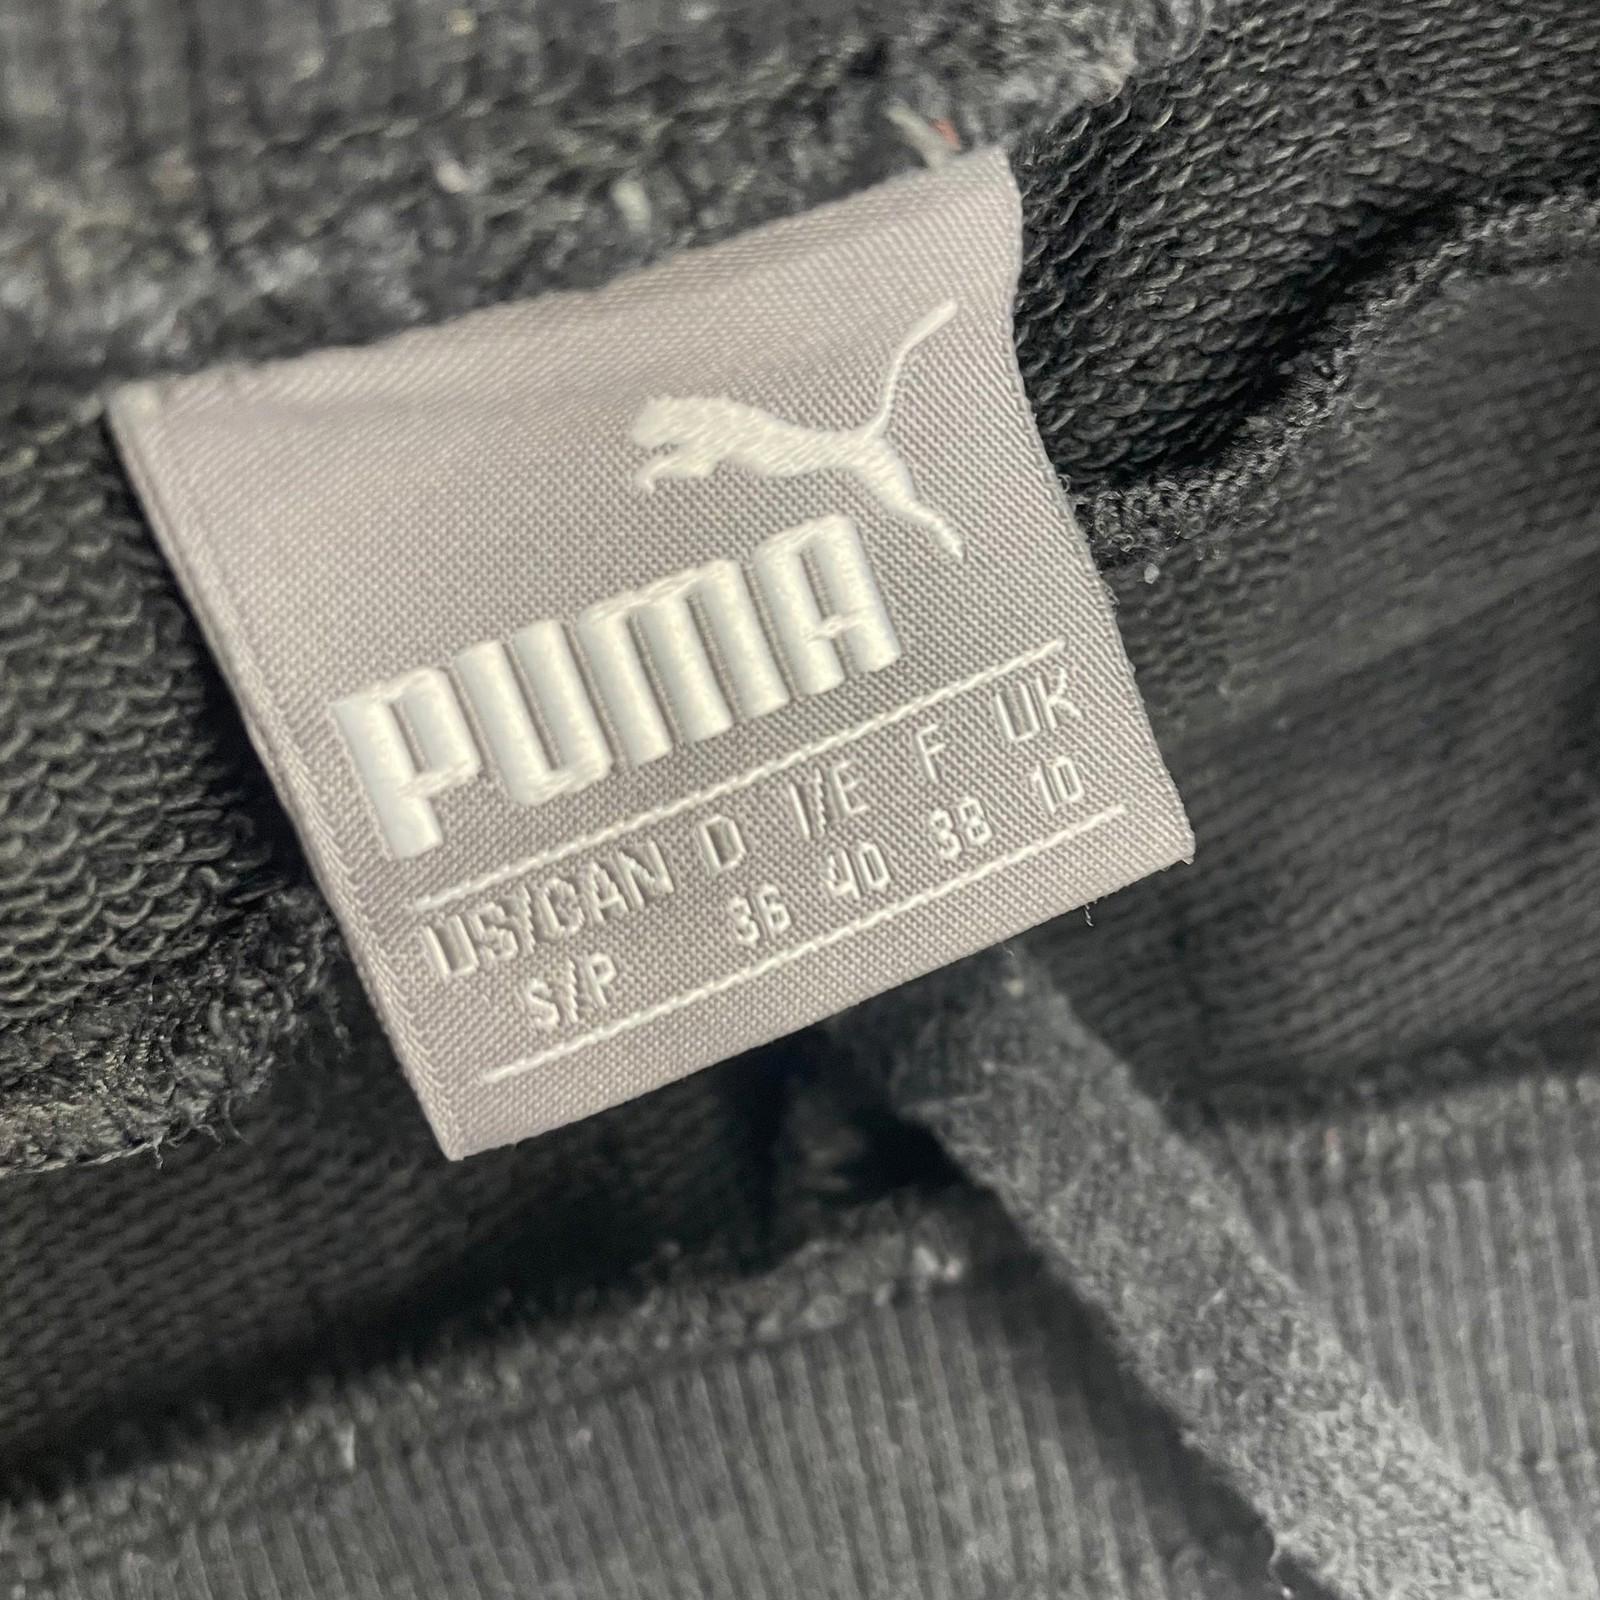 PUMA
US/CAN D I/E F UK
S/P 36 40 38 10